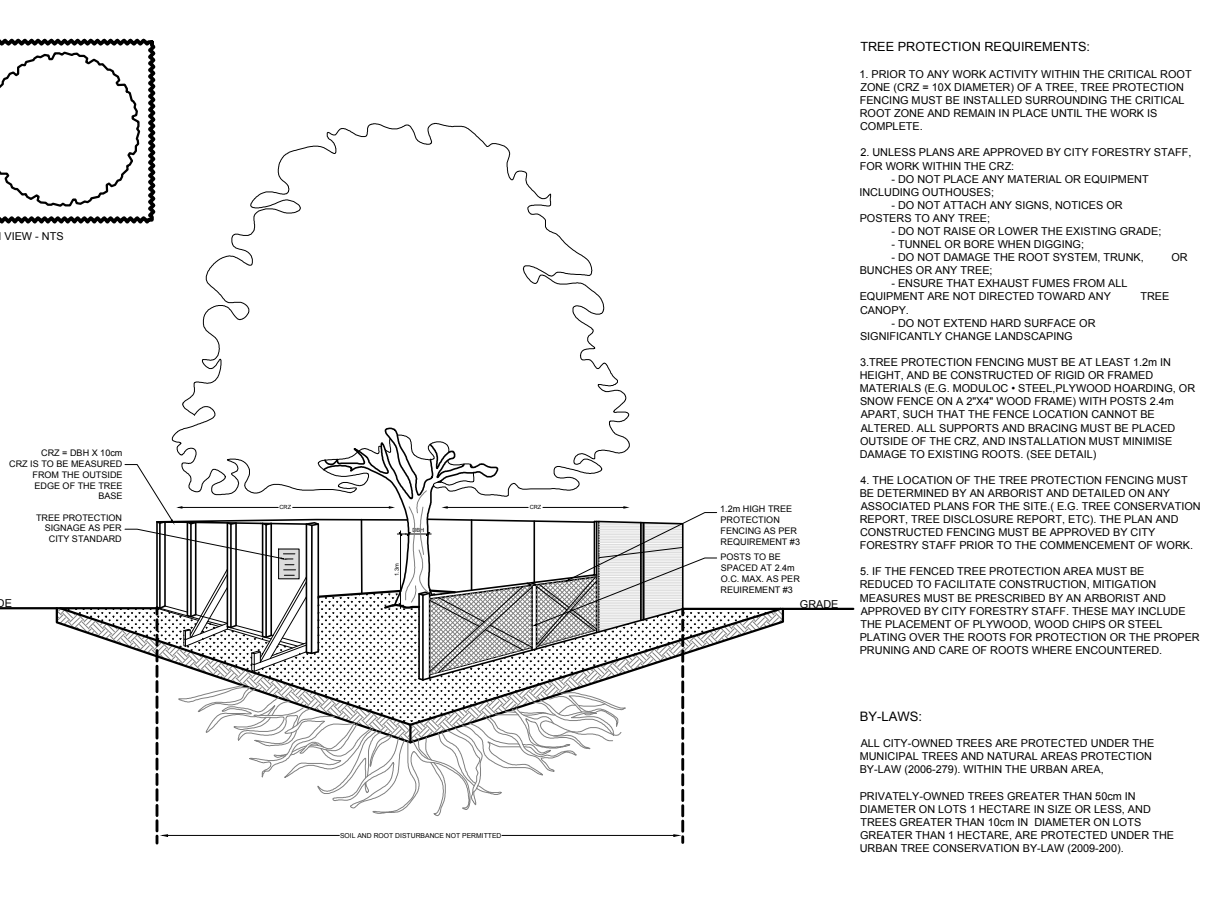 VIEW - NTS
CRZ = DBH X 10cm
CRZ IS TO BE MEASURED
FROM THE OUTSIDE
EDGE OF THE TREE
BASE
TREE PROTECTION
SIGNAGE AS PER
CITY STANDARD
CRZ
CRZ
DBH
1.3m
1.2m HIGH TREE
PROTECTION
FENCING AS PER
REQUIREMENT #3
POSTS TO BE
SPACED AT 2.4m
O.C. MAX. AS PER
REUIREMENT #3
DE
GRADE
SOIL AND ROOT DISTURBANCE NOT PERMITTED
TREE PROTECTION REQUIREMENTS:
1. PRIOR TO ANY WORK ACTIVITY WITHIN THE CRITICAL ROOT
ZONE (CRZ = 10X DIAMETER) OF A TREE, TREE PROTECTION
FENCING MUST BE INSTALLED SURROUNDING THE CRITICAL
ROOT ZONE AND REMAIN IN PLACE UNTIL THE WORK IS
COMPLETE.
2. UNLESS PLANS ARE APPROVED BY CITY FORESTRY STAFF,
FOR WORK WITHIN THE CRZ:
- DO NOT PLACE ANY MATERIAL OR EQUIPMENT
INCLUDING OUTHOUSES;
- DO NOT ATTACH ANY SIGNS, NOTICES OR
POSTERS TO ANY TREE;
- DO NOT RAISE OR LOWER THE EXISTING GRADE;
- TUNNEL OR BORE WHEN DIGGING;
- DO NOT DAMAGE THE ROOT SYSTEM, TRUNK, OR
BUNCHES OR ANY TREE;
- ENSURE THAT EXHAUST FUMES FROM ALL
EQUIPMENT ARE NOT DIRECTED TOWARD ANY TREE
CANOPY.
- DO NOT EXTEND HARD SURFACE OR
SIGNIFICANTLY CHANGE LANDSCAPING
3.TREE PROTECTION FENCING MUST BE AT LEAST 1.2m IN
HEIGHT, AND BE CONSTRUCTED OF RIGID OR FRAMED
MATERIALS (E.G. MODULOC • STEEL,PLYWOOD HOARDING, OR
SNOW FENCE ON A 2"X4" WOOD FRAME) WITH POSTS 2.4m
APART, SUCH THAT THE FENCE LOCATION CANNOT BE
ALTERED. ALL SUPPORTS AND BRACING MUST BE PLACED
OUTSIDE OF THE CRZ, AND INSTALLATION MUST MINIMISE
DAMAGE TO EXISTING ROOTS. (SEE DETAIL)
4. THE LOCATION OF THE TREE PROTECTION FENCING MUST
BE DETERMINED BY AN ARBORIST AND DETAILED ON ANY
ASSOCIATED PLANS FOR THE SITE.( E.G. TREE CONSERVATION
REPORT, TREE DISCLOSURE REPORT, ETC). THE PLAN AND
CONSTRUCTED FENCING MUST BE APPROVED BY CITY
FORESTRY STAFF PRIOR TO THE COMMENCEMENT OF WORK.
5. IF THE FENCED TREE PROTECTION AREA MUST BE
REDUCED TO FACILITATE CONSTRUCTION, MITIGATION
MEASURES MUST BE PRESCRIBED BY AN ARBORIST AND
APPROVED BY CITY FORESTRY STAFF. THESE MAY INCLUDE
THE PLACEMENT OF PLYWOOD, WOOD CHIPS OR STEEL
PLATING OVER THE ROOTS FOR PROTECTION OR THE PROPER
PRUNING AND CARE OF ROOTS WHERE ENCOUNTERED.
BY-LAWS:
ALL CITY-OWNED TREES ARE PROTECTED UNDER THE
MUNICIPAL TREES AND NATURAL AREAS PROTECTION
BY-LAW (2006-279). WITHIN THE URBAN AREA,
PRIVATELY-OWNED TREES GREATER THAN 50cm IN
DIAMETER ON LOTS 1 HECTARE IN SIZE OR LESS, AND
TREES GREATER THAN 10cm IN DIAMETER ON LOTS
GREATER THAN 1 HECTARE, ARE PROTECTED UNDER THE
URBAN TREE CONSERVATION BY-LAW (2009-200).